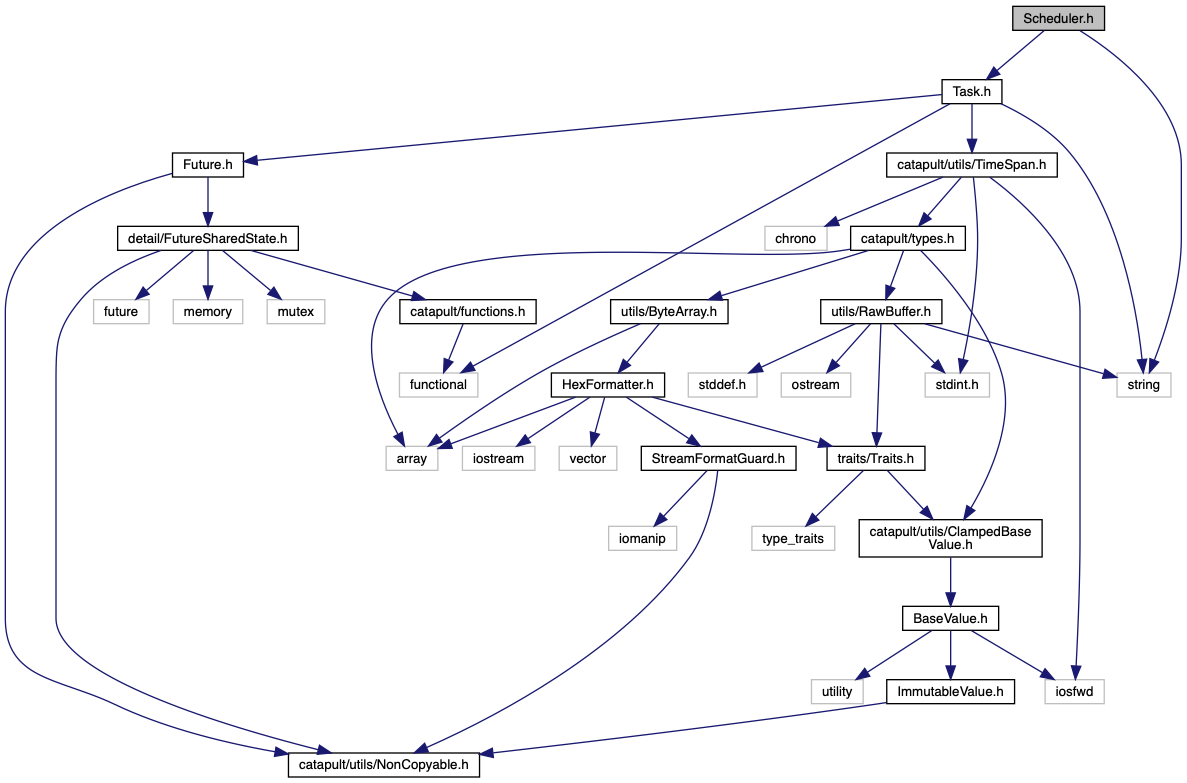 Scheduler.h
Task.h
Future.h
catapult/utils/TimeSpan.h
detail/FutureSharedState.h
chrono
catapult/types.h
future
memory
mutex
catapult/functions.h
utils/ByteArray.h
utils/RawBuffer.h
functional
HexFormatter.h
stddef.h
ostream
stdint.h
string
array
iostream
vector
StreamFormatGuard.h
traits/Traits.h
iomanip
type_traits
catapult/utils/ClampedBase
Value.h
BaseValue.h
utility
ImmutableValue.h
iosfwd
catapult/utils/NonCopyable.h